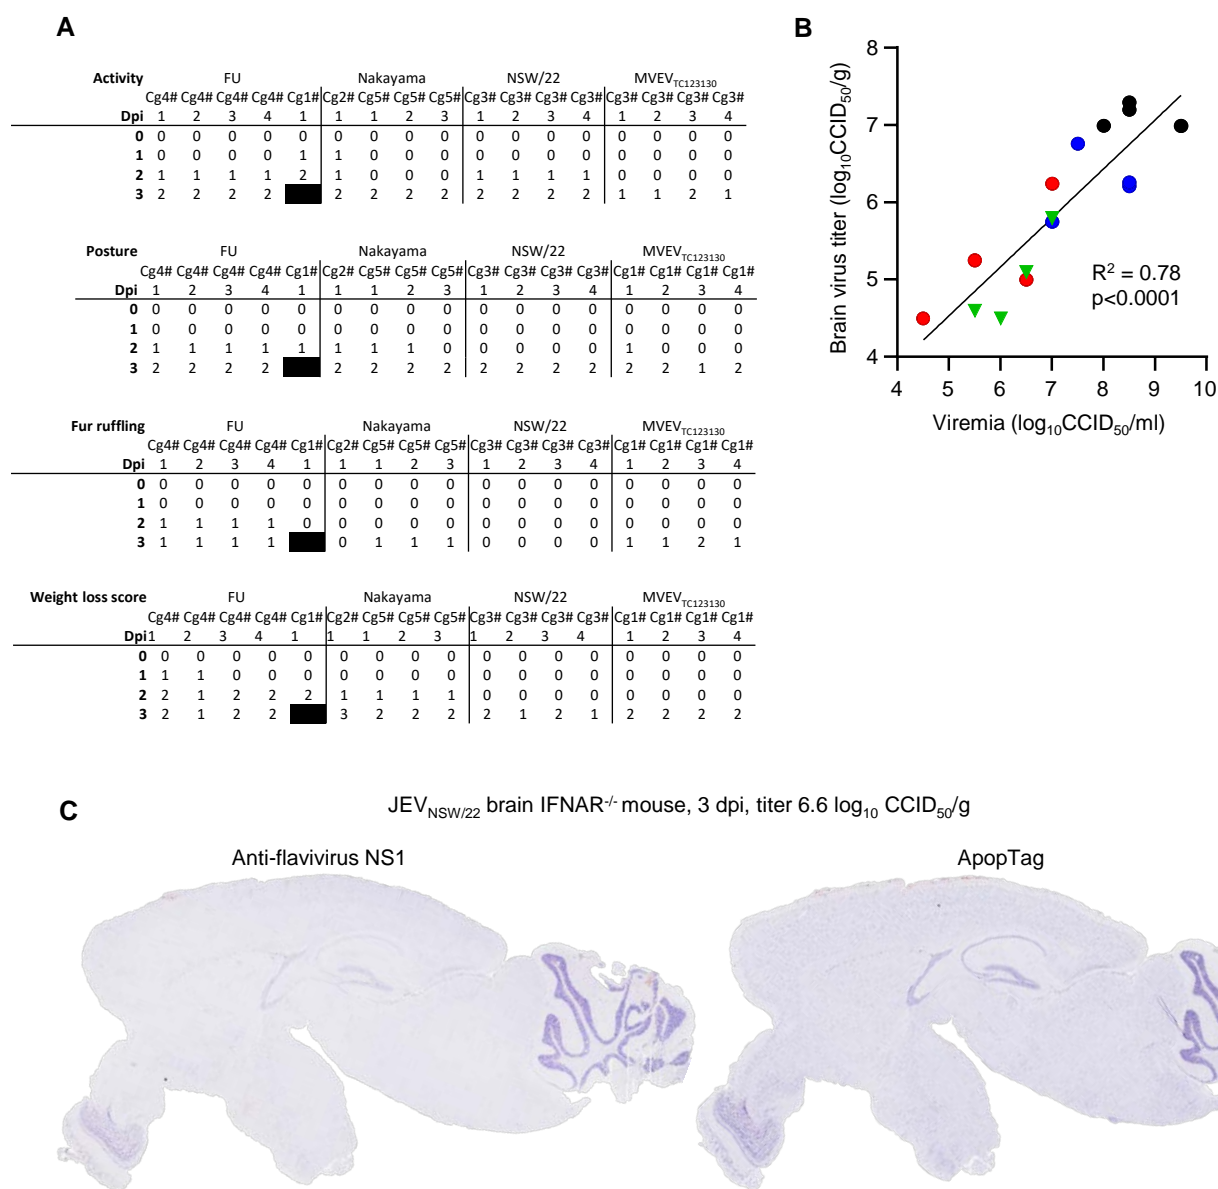 A
Activity FU Nakayama NSW/22 MVEV TC123130
Cg4# Cg4# Cg4# Cg4# Cg1# Cg2# Cg5# Cg5# Cg5# Cg3# Cg3# Cg3# Cg3# Cg3# Cg3# Cg3# Cg3#
Dpi 1 2 3 4 1 1 1 2 3 1 2 3 4 1 2 3 4
0 0 0 0 0 0 0 0 0 0 0 0 0 0 0 0 0 0
1 0 0 0 0 1 1 0 0 0 0 0 0 0 0 0 0 0
2 1 1 1 1 2 1 0 0 0 1 1 1 1 0 0 0 0
3 2 2 2 2 2 2 2 2 2 2 2 2 1 1 2 1
Posture FU Nakayama NSW/22 MVEV TC123130
Cg4# Cg4# Cg4# Cg4# Cg1# Cg2# Cg5# Cg5# Cg5# Cg3# Cg3# Cg3# Cg3# Cg1# Cg1# Cg1# Cg1#
Dpi 1 2 3 4 1 1 1 2 3 1 2 3 4 1 2 3 4
0 0 0 0 0 0 0 0 0 0 0 0 0 0 0 0 0 0
1 0 0 0 0 0 0 0 0 0 0 0 0 0 0 0 0 0
2 1 1 1 1 1 1 1 1 0 0 0 0 0 1 0 0 0
3 2 2 2 2 2 2 2 2 2 2 2 2 2 2 1 2
Fur ruffling FU Nakayama NSW/22 MVEV TC123130
Cg4# Cg4# Cg4# Cg4# Cg1# Cg2# Cg5# Cg5# Cg5# Cg3# Cg3# Cg3# Cg3# Cg1# Cg1# Cg1# Cg1#
Dpi 1 2 3 4 1 1 1 2 3 1 2 3 4 1 2 3 4
0 0 0 0 0 0 0 0 0 0 0 0 0 0 0 0 0 0
1 0 0 0 0 0 0 0 0 0 0 0 0 0 0 0 0 0
2 1 1 1 1 0 0 0 0 0 0 0 0 0 0 0 0 0
3 1 1 1 1 0 1 1 1 0 0 0 0 1 1 2 1
Weight loss score FU Nakayama NSW/22 MVEV TC123130
Cg4# Cg4# Cg4# Cg4# Cg1# Cg2# Cg5# Cg5# Cg5# Cg3# Cg3# Cg3# Cg3# Cg1# Cg1# Cg1# Cg1#
Dpi 1 2 3 4 1 1 1 2 3 1 2 3 4 1 2 3 4
0 0 0 0 0 0 0 0 0 0 0 0 0 0 0 0 0 0
1 1 1 0 0 0 0 0 0 0 0 0 0 0 0 0 0 0
2 2 1 2 2 2 1 1 1 1 0 0 0 0 0 0 0 0
3 2 1 2 2 3 2 2 2 2 1 2 1 2 2 2 2
B
Brain virus titer (log10CCID50/g)
8
7
6
5
4
R2 = 0.78
p<0.0001
4 5 6 7 8 9 10
Viremia (log10CCID50/ml)
C
JEVNSW/22 brain IFNAR-/- mouse, 3 dpi, titer 6.6 log10 CCID50/g
Anti-flavivirus NS1
ApopTag